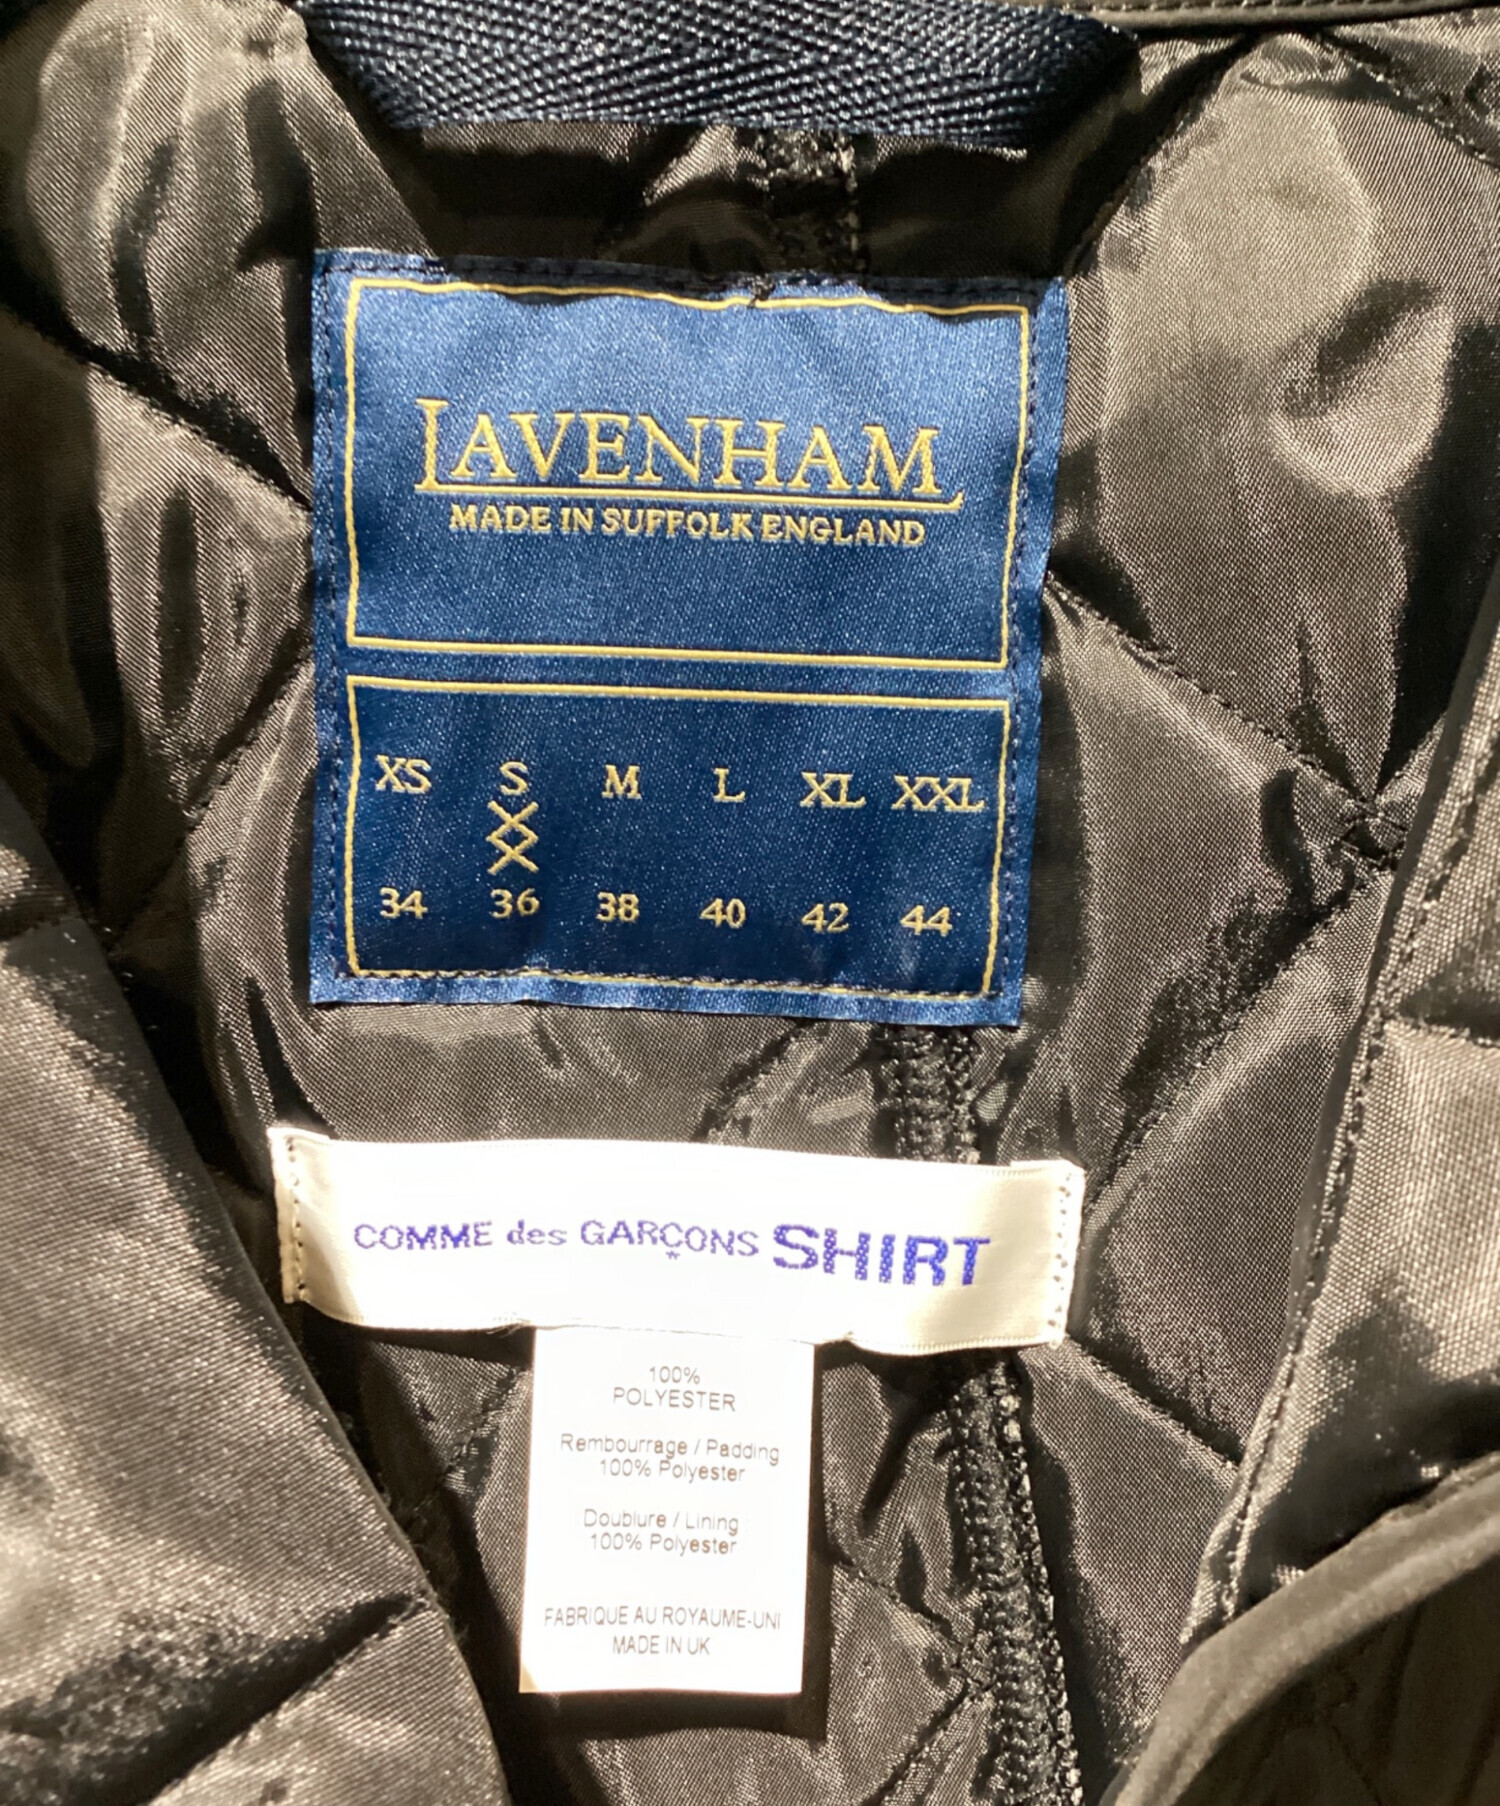 LAVENHAM
MADE IN SUFFOLK ENGLAND
XS S M L XL XXL
XX
34 36 38 40 42 44
COMME des GARÇONS SHIRT
*
100%
POLYESTER
Rembourrage / Padding
100% Polyester
Doublure / Lining
100% Polyester
FABRIQUE AU ROYAUME-UNI
MADE IN UK